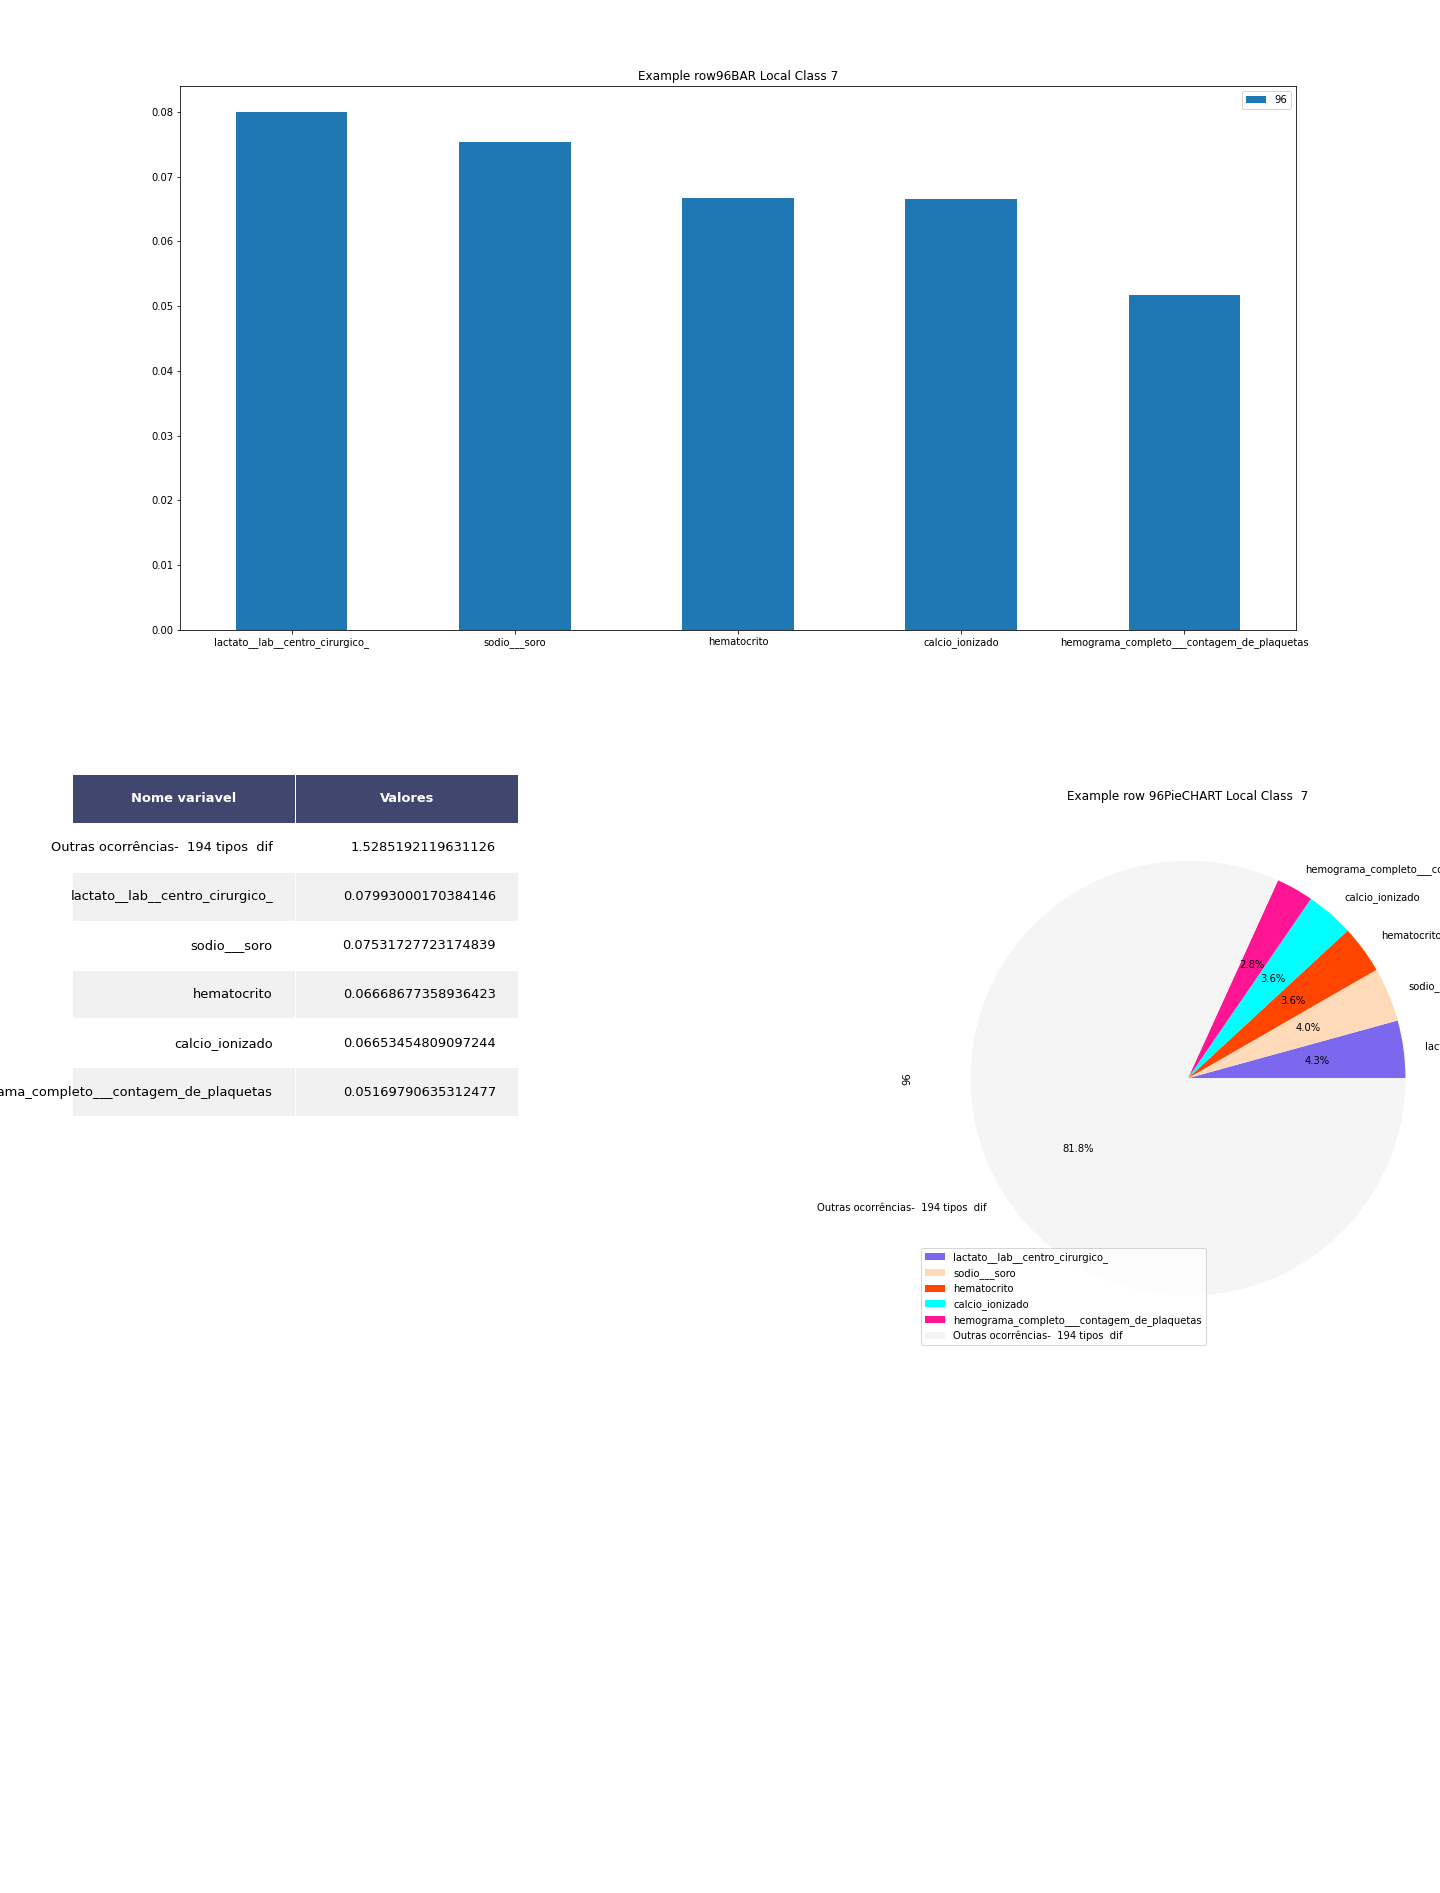 Example row96BAR Local Class 7
96
0.08
0.07
0.06
0.05
0.04
0.03
0.02
0.01
0.00
lactato__lab__centro_cirurgico_
sodio___soro
hematocrito
calcio_ionizado
hemograma_completo___contagem_de_plaquetas
Nome variavel Valores
Outras ocorrências-  194 tipos  dif 1.5285192119631126
lactato__lab__centro_cirurgico_ 0.07993000170384146
sodio___soro 0.07531727723174839
hematocrito 0.06668677358936423
calcio_ionizado 0.06653454809097244
ama_completo___contagem_de_plaquetas 0.05169790635312477
Example row 96PieCHART Local Class  7
hemograma_completo___co
calcio_ionizado
hematocrito
sodio_
lac
2.8%
3.6%
3.6%
4.0%
4.3%
96
81.8%
Outras ocorrências-  194 tipos  dif
lactato__lab__centro_cirurgico_
sodio___soro
hematocrito
calcio_ionizado
hemograma_completo___contagem_de_plaquetas
Outras ocorrências-  194 tipos  dif